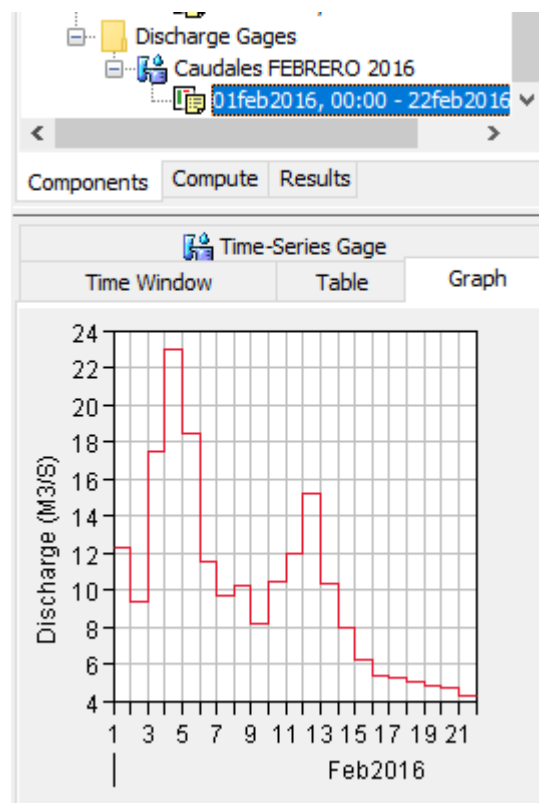 Discharge Gages
Caudales FEBRERO 2016
01feb2016, 00:00 - 22feb2016
Components Compute Results
Time-Series Gage
Time Window Table Graph
24
22
20
18
16
14
12
10
8
6
4
Discharge (M3/S)
1 3 5 7 9 11 13 15 17 19 21
Feb2016